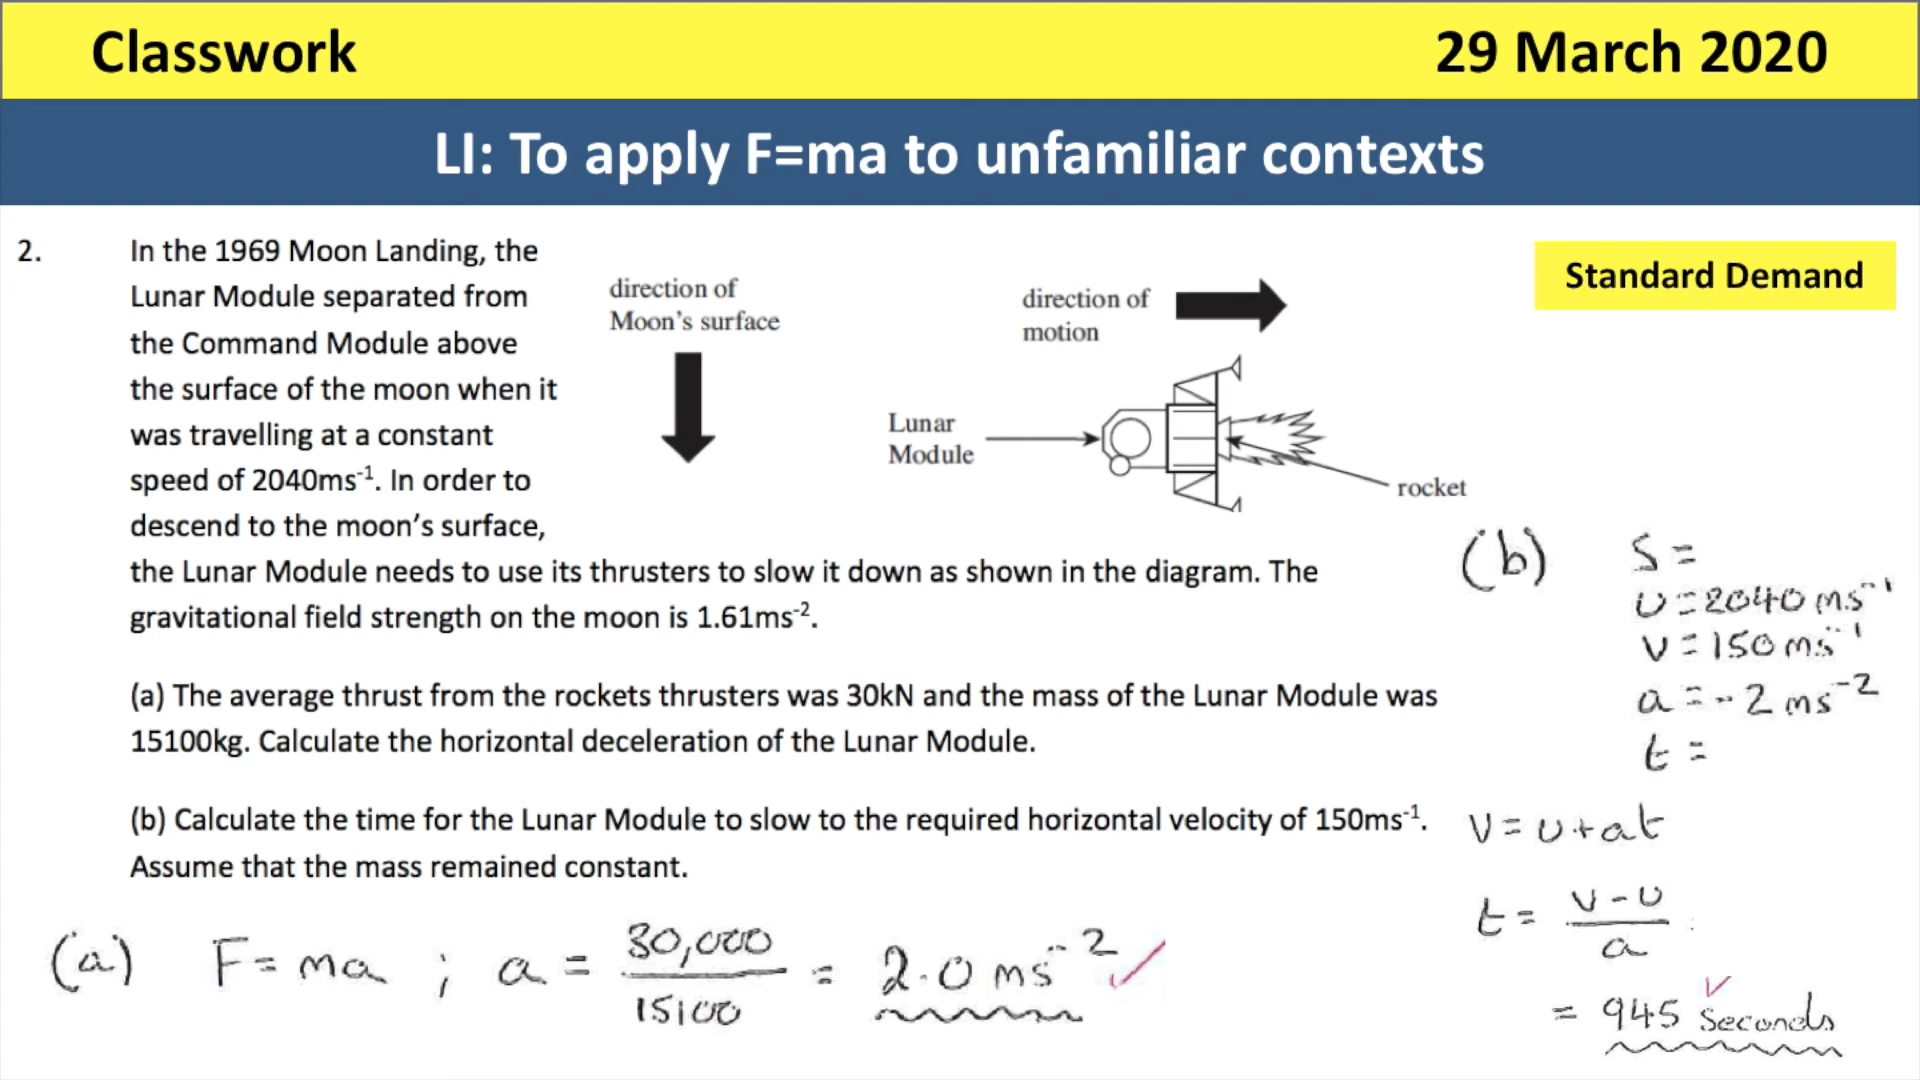 Classwork
29 March 2020
LI: To apply F=ma to unfamiliar contexts
2.
In the 1969 Moon Landing, the
Lunar Module separated from
the Command Module above
the surface of the moon when it
was travelling at a constant
speed of 2040ms⁻¹. In order to
descend to the moon's surface,
the Lunar Module needs to use its thrusters to slow it down as shown in the diagram. The
gravitational field strength on the moon is 1.61ms⁻².
direction of
Moon's surface
direction of
motion
Lunar
Module
rocket
Standard Demand
(a) The average thrust from the rockets thrusters was 30kN and the mass of the Lunar Module was
15100kg. Calculate the horizontal deceleration of the Lunar Module.
(b) Calculate the time for the Lunar Module to slow to the required horizontal velocity of 150ms⁻¹.
Assume that the mass remained constant.
(a) F = ma ; a = 30,000 / 15100 = 2.0 ms⁻² ✓
(b) S =
u = 2040 ms⁻¹
v = 150 ms⁻¹
a = -2 ms⁻²
t =
v = u + at
t = v - u / a
= 945 seconds ✓